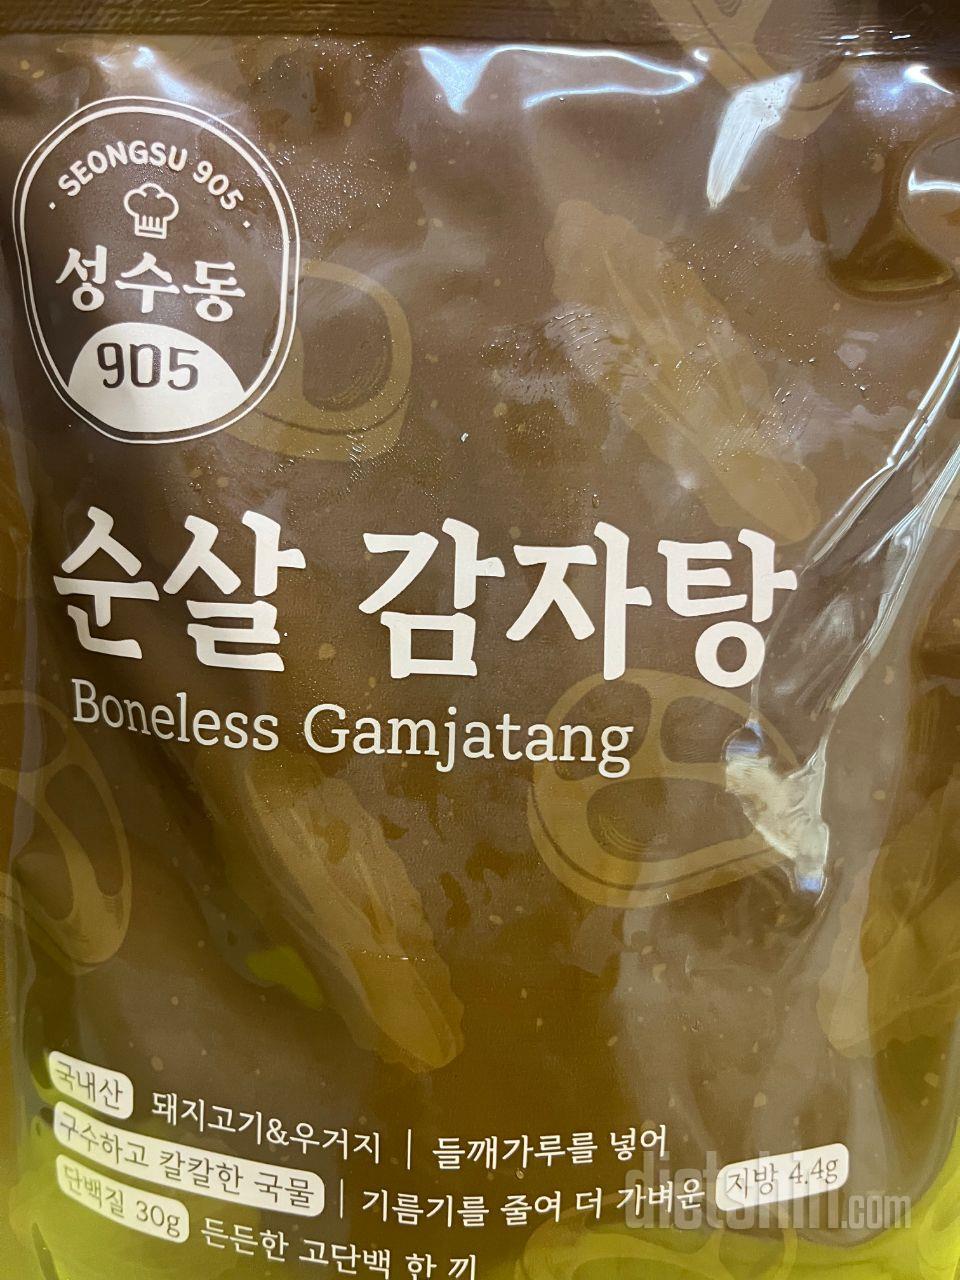 SEONGSU 905
성수동
905
순살 감자탕
Boneless Gamjatang
국내산 돼지고기&우거지 | 들깨가루를 넣어
구수하고 칼칼한 국물 | 기름기를 줄여 더 가벼운 지방 4.4g
단백질 30g 든든한 고단백 한 끼
dietshin.com